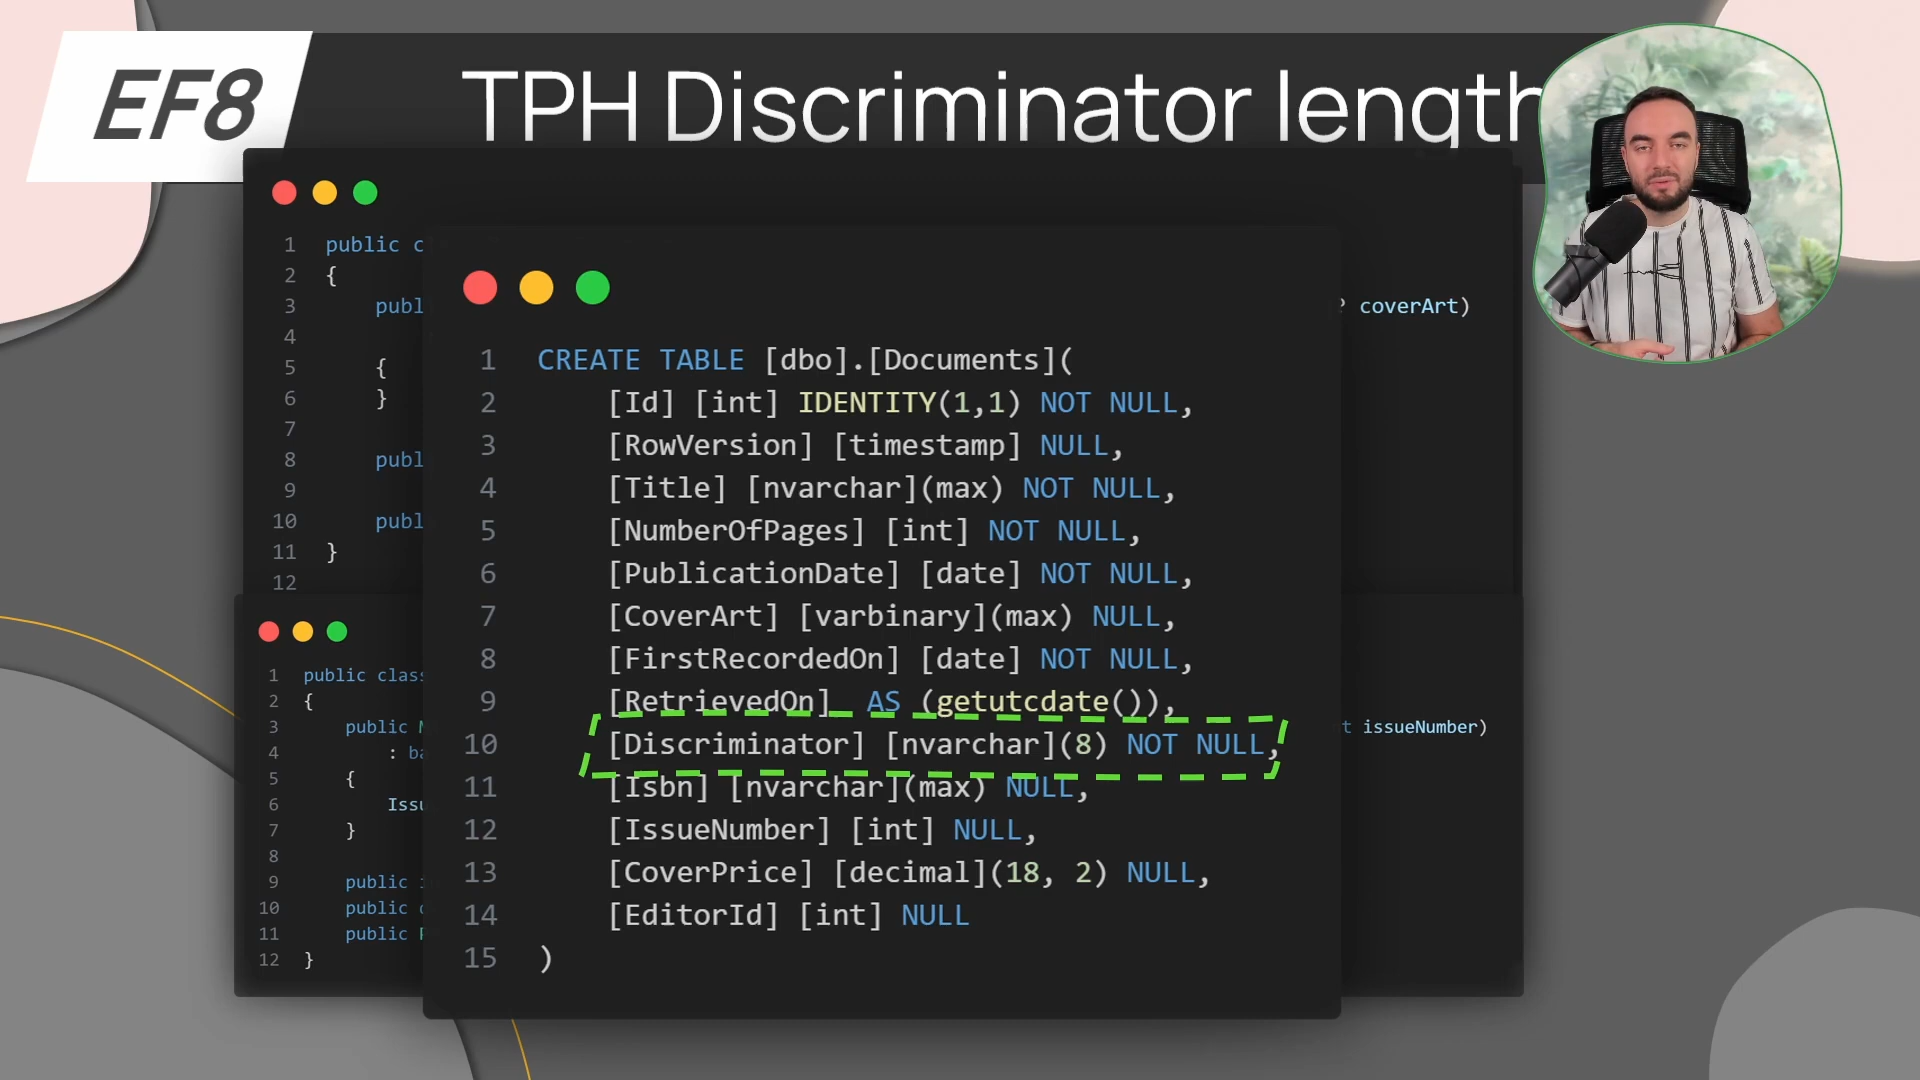 EF8
TPH Discriminator length
1 public c
2 {
3 publ
? coverArt)
4
5 {
6 }
7
8 publ
9
10 publ
11 }
12
1 public class
2 {
3 public
t issueNumber)
4 : ba
5 {
6 Issu
7 }
8
9 public i
10 public
11 public
12 }
1 CREATE TABLE [dbo].[Documents](
2 [Id] [int] IDENTITY(1,1) NOT NULL,
3 [RowVersion] [timestamp] NULL,
4 [Title] [nvarchar](max) NOT NULL,
5 [NumberOfPages] [int] NOT NULL,
6 [PublicationDate] [date] NOT NULL,
7 [CoverArt] [varbinary](max) NULL,
8 [FirstRecordedOn] [date] NOT NULL,
9 [RetrievedOn] AS (getutcdate()),
10 [Discriminator] [nvarchar](8) NOT NULL,
11 [Isbn] [nvarchar](max) NULL,
12 [IssueNumber] [int] NULL,
13 [CoverPrice] [decimal](18, 2) NULL,
14 [EditorId] [int] NULL
15 )